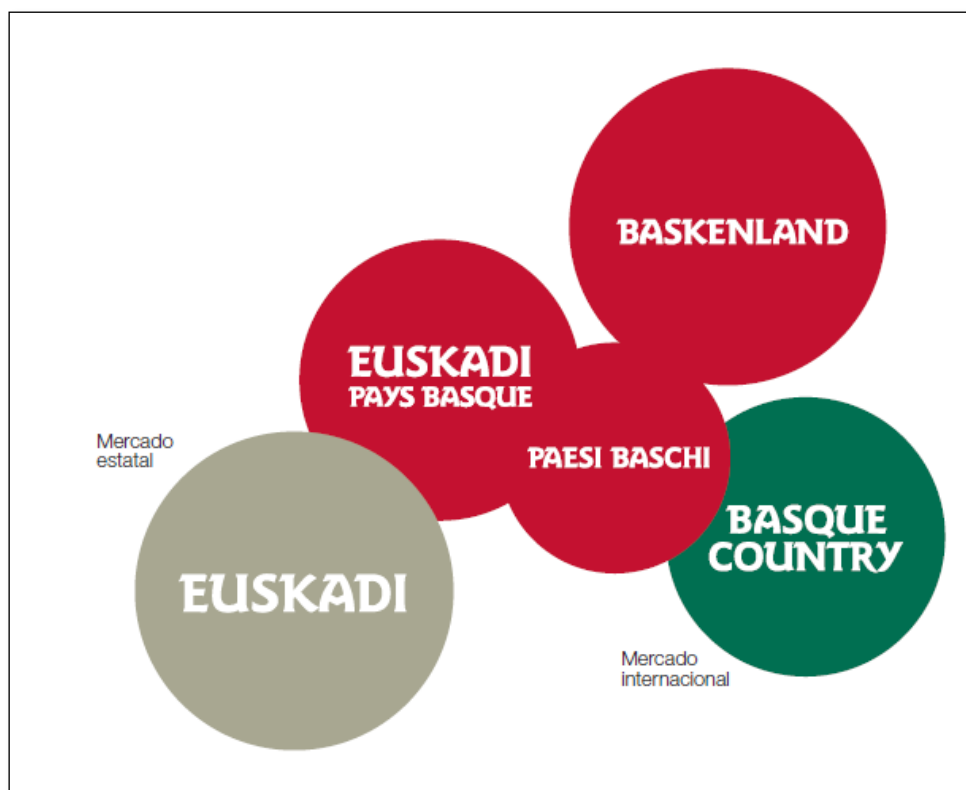 BASKENLAND
EUSKADI
PAYS BASQUE
Mercado
estatal
PAESI BASCHI
BASQUE
COUNTRY
EUSKADI
Mercado
internacional